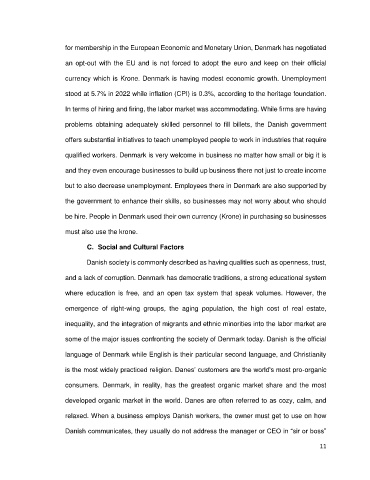 for membership in the European Economic and Monetary Union, Denmark has negotiated
an opt-out with the EU and is not forced to adopt the euro and keep on their official
currency which is Krone. Denmark is having modest economic growth. Unemployment
stood at 5.7% in 2022 while inflation (CPI) is 0.3%, according to the heritage foundation.
In terms of hiring and firing, the labor market was accommodating. While firms are having
problems obtaining adequately skilled personnel to fill billets, the Danish government
offers substantial initiatives to teach unemployed people to work in industries that require
qualified workers. Denmark is very welcome in business no matter how small or big it is
and they even encourage businesses to build up business there not just to create income
but to also decrease unemployment. Employees there in Denmark are also supported by
the government to enhance their skills, so businesses may not worry about who should
be hire. People in Denmark used their own currency (Krone) in purchasing so businesses
must also use the krone.
C. Social and Cultural Factors
Danish society is commonly described as having qualities such as openness, trust,
and a lack of corruption. Denmark has democratic traditions, a strong educational system
where education is free, and an open tax system that speak volumes. However, the
emergence of right-wing groups, the aging population, the high cost of real estate,
inequality, and the integration of migrants and ethnic minorities into the labor market are
some of the major issues confronting the society of Denmark today. Danish is the official
language of Denmark while English is their particular second language, and Christianity
is the most widely practiced religion. Danes' customers are the world's most pro-organic
consumers. Denmark, in reality, has the greatest organic market share and the most
developed organic market in the world. Danes are often referred to as cozy, calm, and
relaxed. When a business employs Danish workers, the owner must get to use on how
Danish communicates, they usually do not address the manager or CEO in "sir or boss"
11